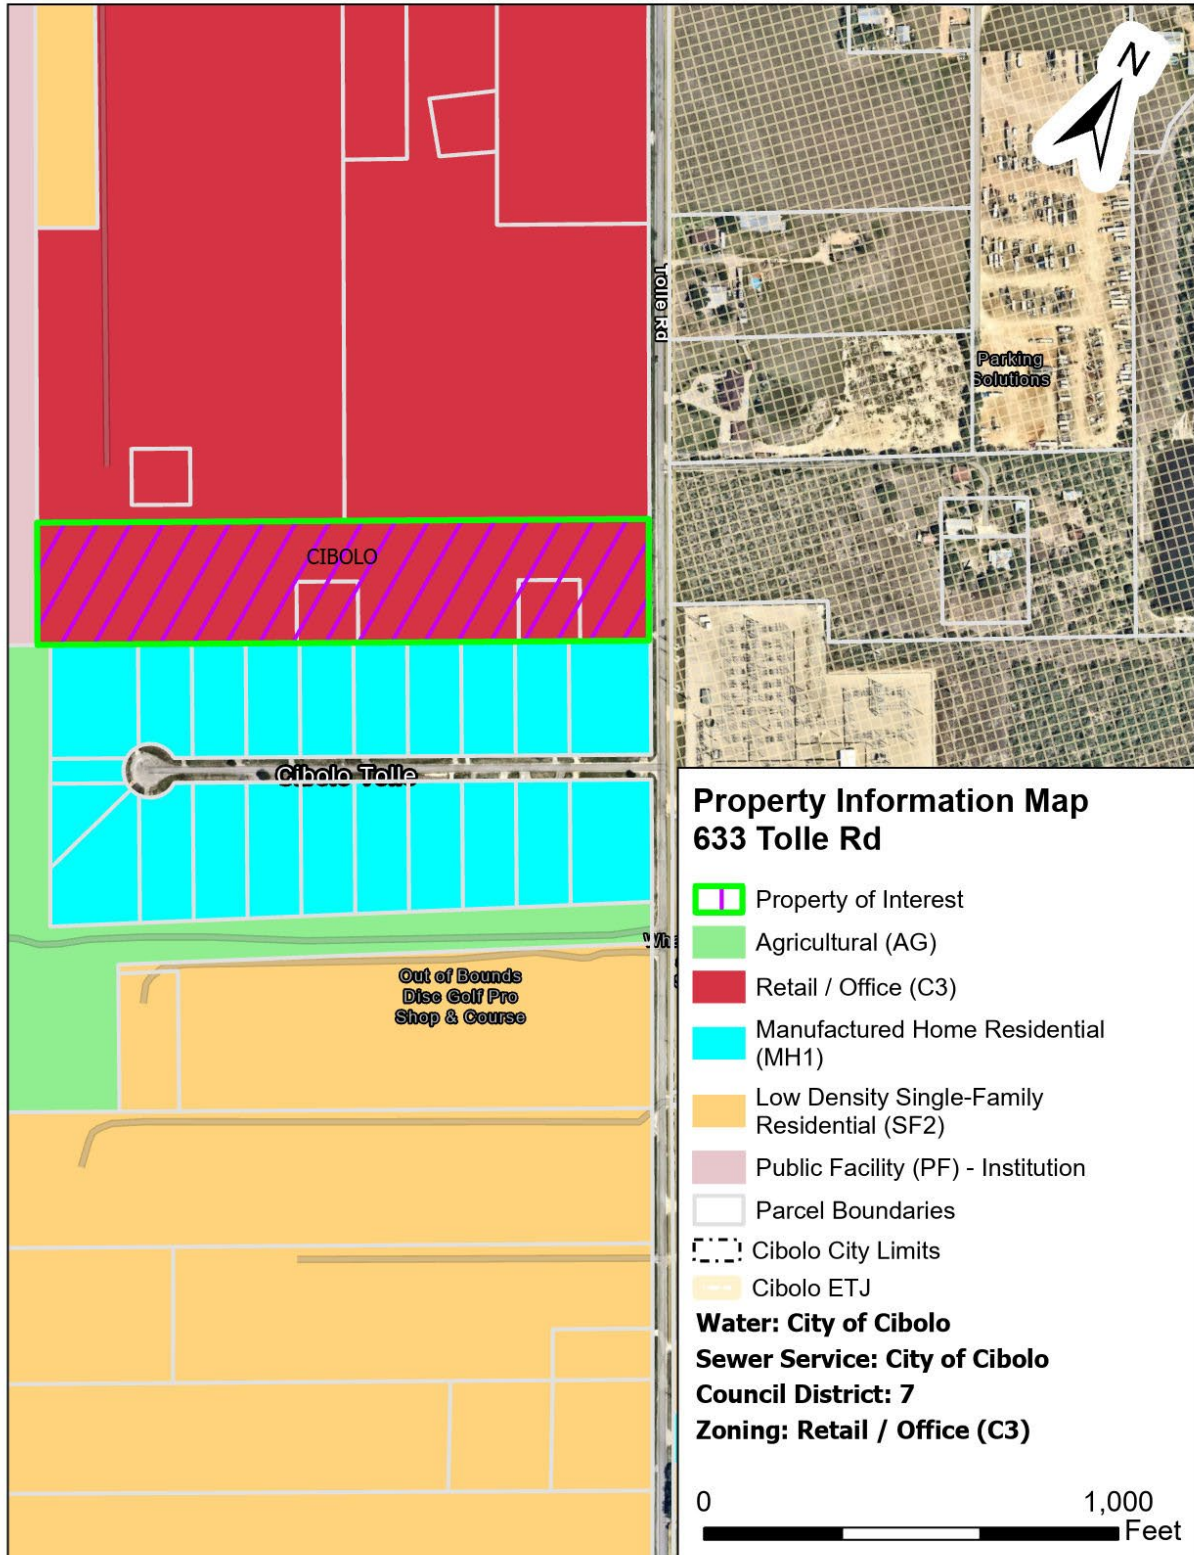 N
Tolle Rd
Parking
Solutions
CIBOLO
Cibolo Tolle
Out of Bounds
Disc Golf Pro
Shop & Course
Property Information Map
633 Tolle Rd
Property of Interest
Agricultural (AG)
Retail / Office (C3)
Manufactured Home Residential
(MH1)
Low Density Single-Family
Residential (SF2)
Public Facility (PF) - Institution
Parcel Boundaries
Cibolo City Limits
Cibolo ETJ
Water: City of Cibolo
Sewer Service: City of Cibolo
Council District: 7
Zoning: Retail / Office (C3)
0 1,000
Feet